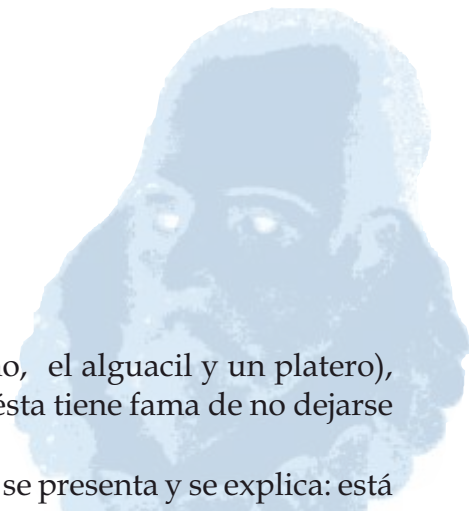 o, el alguacil y un platero),
ésta tiene fama de no dejarse
se presenta y se explica: está